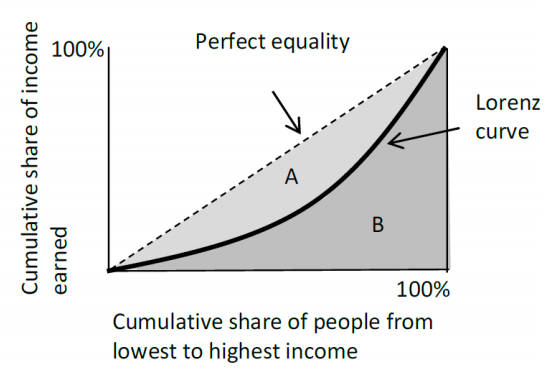 100%
Perfect equality
Lorenz
curve
A
B
Cumulative share of income
earned
100%
Cumulative share of people from
lowest to highest income